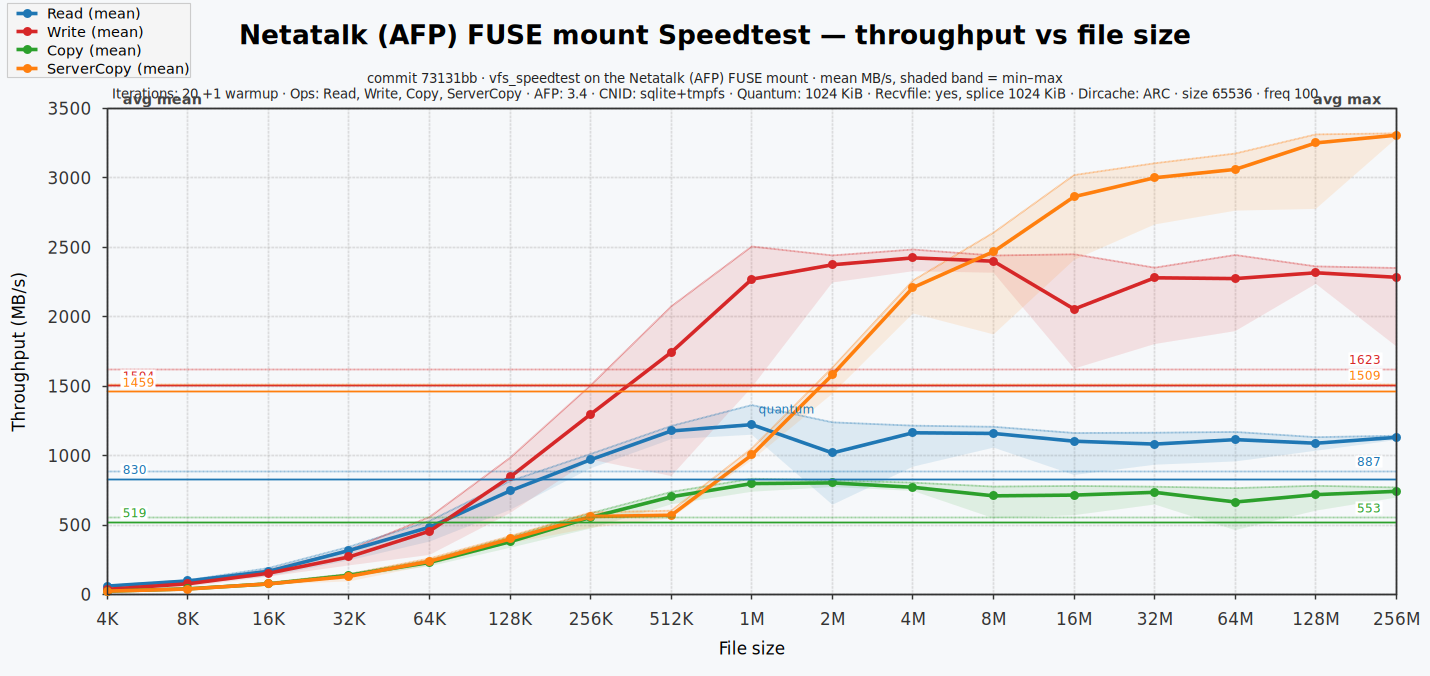 Read (mean)
Write (mean)
Copy (mean)
ServerCopy (mean)
Netatalk (AFP) FUSE mount Speedtest — throughput vs file size
commit 73131bb · vfs_speedtest on the Netatalk (AFP) FUSE mount · mean MB/s, shaded band = min–max
Iterations: 20 +1 warmup · Ops: Read, Write, Copy, ServerCopy · AFP: 3.4 · CNID: sqlite+tmpfs · Quantum: 1024 KiB · Recvfile: yes, splice 1024 KiB · Dircache: ARC · size 65536 · freq 100
avg mean
avg max
3500
3000
2500
2000
1500
1000
500
0
Throughput (MB/s)
1504
1459
830
519
1623
1509
887
553
quantum
4K 8K 16K 32K 64K 128K 256K 512K 1M 2M 4M 8M 16M 32M 64M 128M 256M
File size